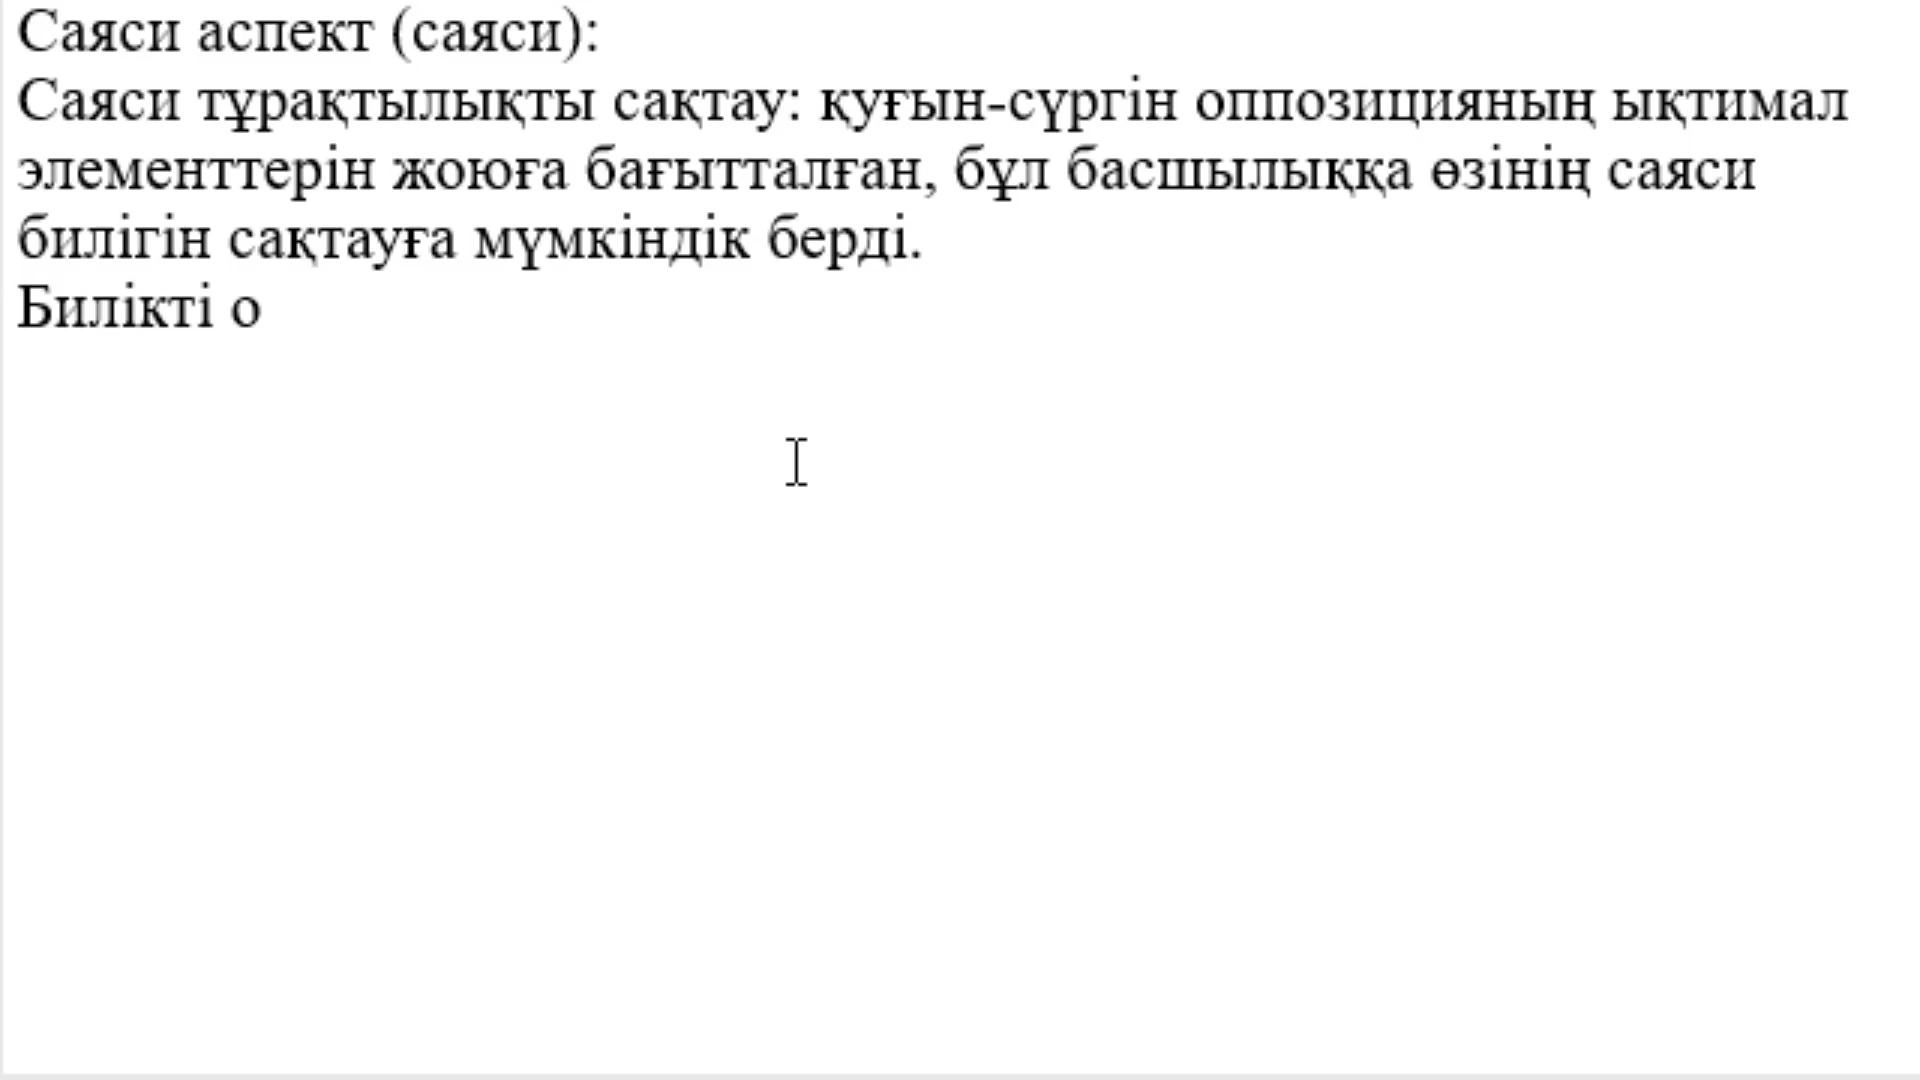 Саяси аспект (саяси):
Саяси тұрақтылықты сақтау: қуғын-сүргін оппозицияның ықтимал
элементтерін жоюға бағытталған, бұл басшылыққа өзінің саяси
билігін сақтауға мүмкіндік берді.
Билікті о